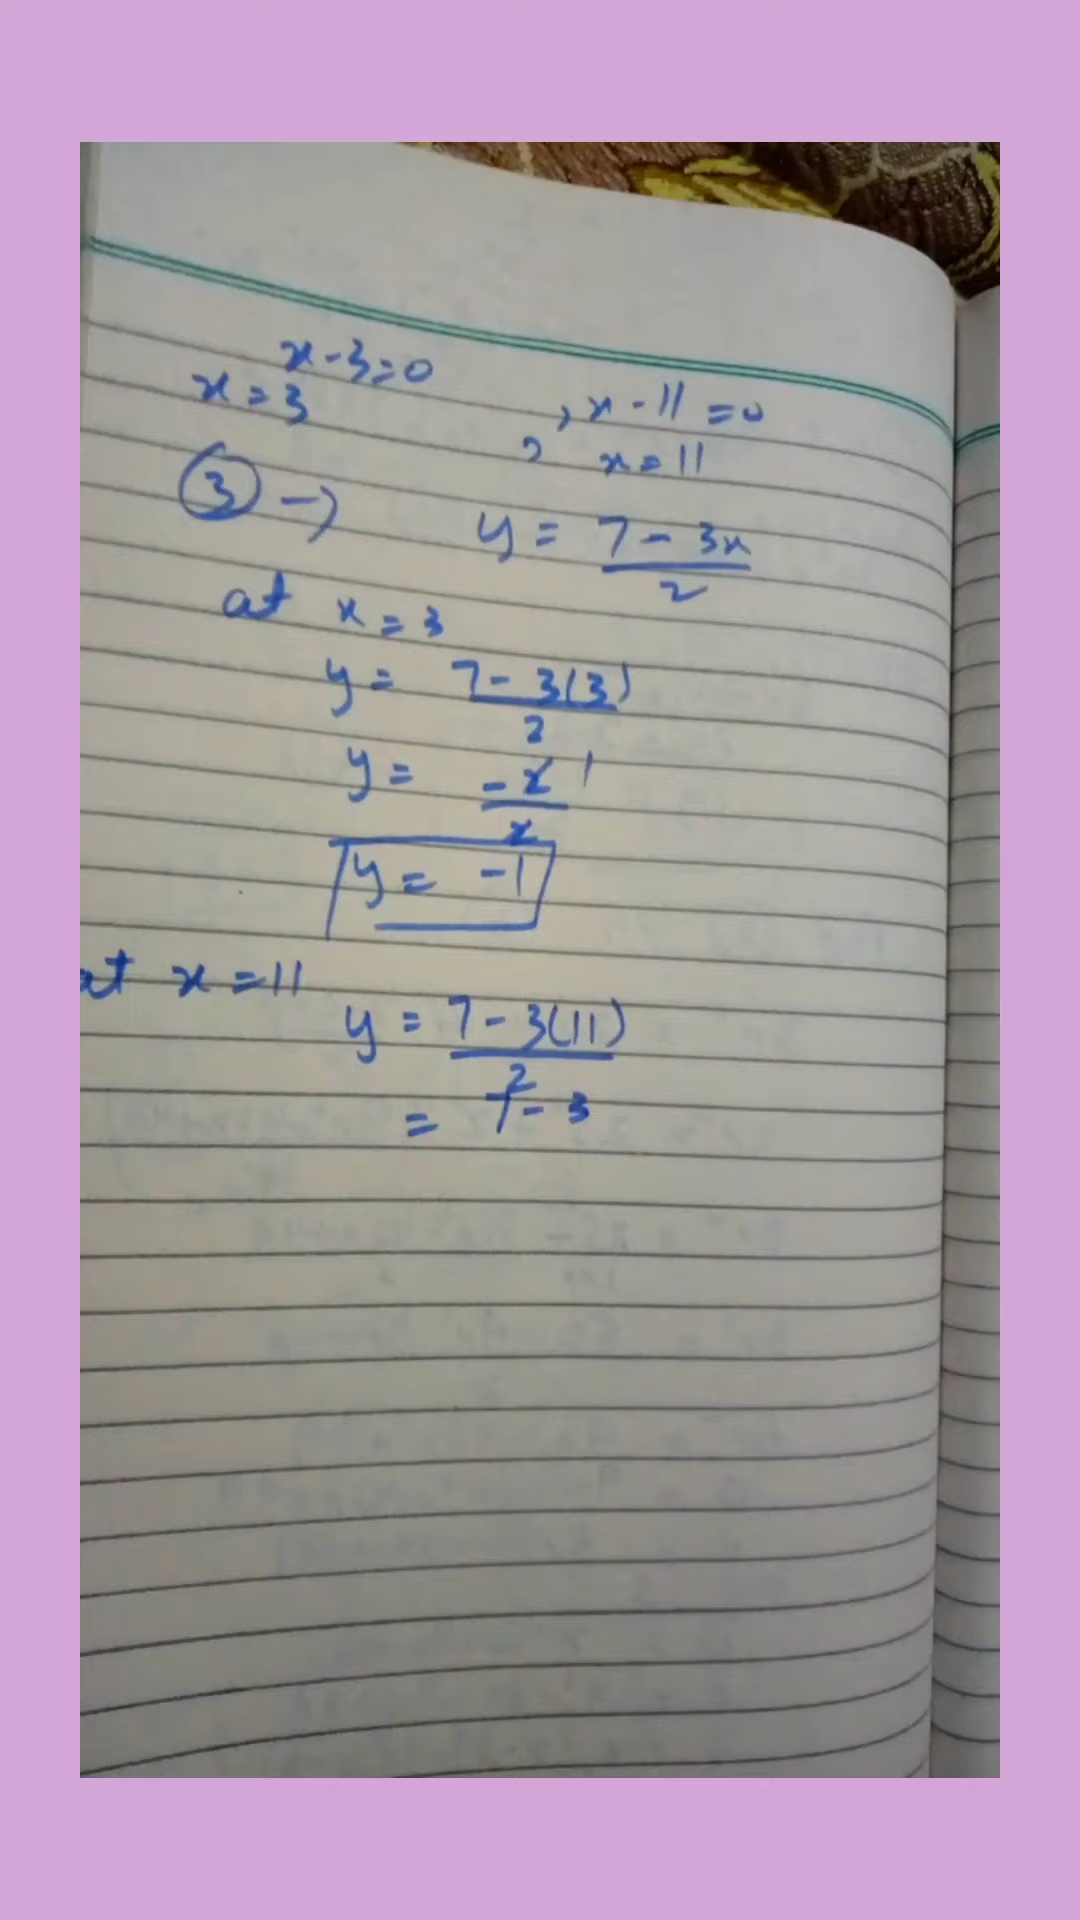 x - 3 = 0 , x - 11 = 0
x = 3 , x = 11
③ → y = 7 - 3x / 2
at x = 3
y = 7 - 3(3) / 2
y = -2 1 / 2
y = -1
at x = 11
y = 7 - 3(11) / 2
= 7 - 3